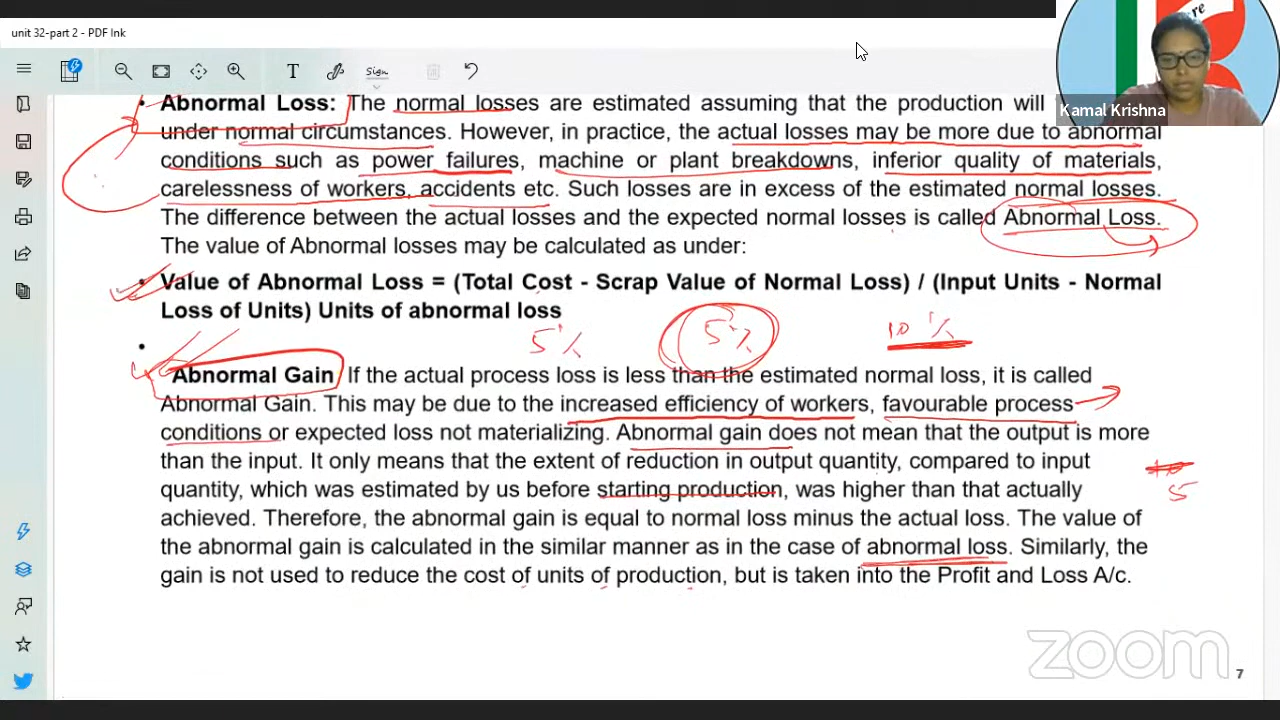 unit 32-part 2 - PDF Ink
re
Kamal Krishna
T
Sign
• Abnormal Loss: The normal losses are estimated assuming that the production will
under normal circumstances. However, in practice, the actual losses may be more due to abnormal
conditions such as power failures, machine or plant breakdowns, inferior quality of materials,
carelessness of workers, accidents etc. Such losses are in excess of the estimated normal losses.
The difference between the actual losses and the expected normal losses is called Abnormal Loss.
The value of Abnormal losses may be calculated as under:
• Value of Abnormal Loss = (Total Cost - Scrap Value of Normal Loss) / (Input Units - Normal
Loss of Units) Units of abnormal loss
5% 5% 10%
•
Abnormal Gain If the actual process loss is less than the estimated normal loss, it is called
Abnormal Gain. This may be due to the increased efficiency of workers, favourable process
conditions or expected loss not materializing. Abnormal gain does not mean that the output is more
than the input. It only means that the extent of reduction in output quantity, compared to input
quantity, which was estimated by us before starting production, was higher than that actually
5
achieved. Therefore, the abnormal gain is equal to normal loss minus the actual loss. The value of
the abnormal gain is calculated in the similar manner as in the case of abnormal loss. Similarly, the
gain is not used to reduce the cost of units of production, but is taken into the Profit and Loss A/c.
zoom
7